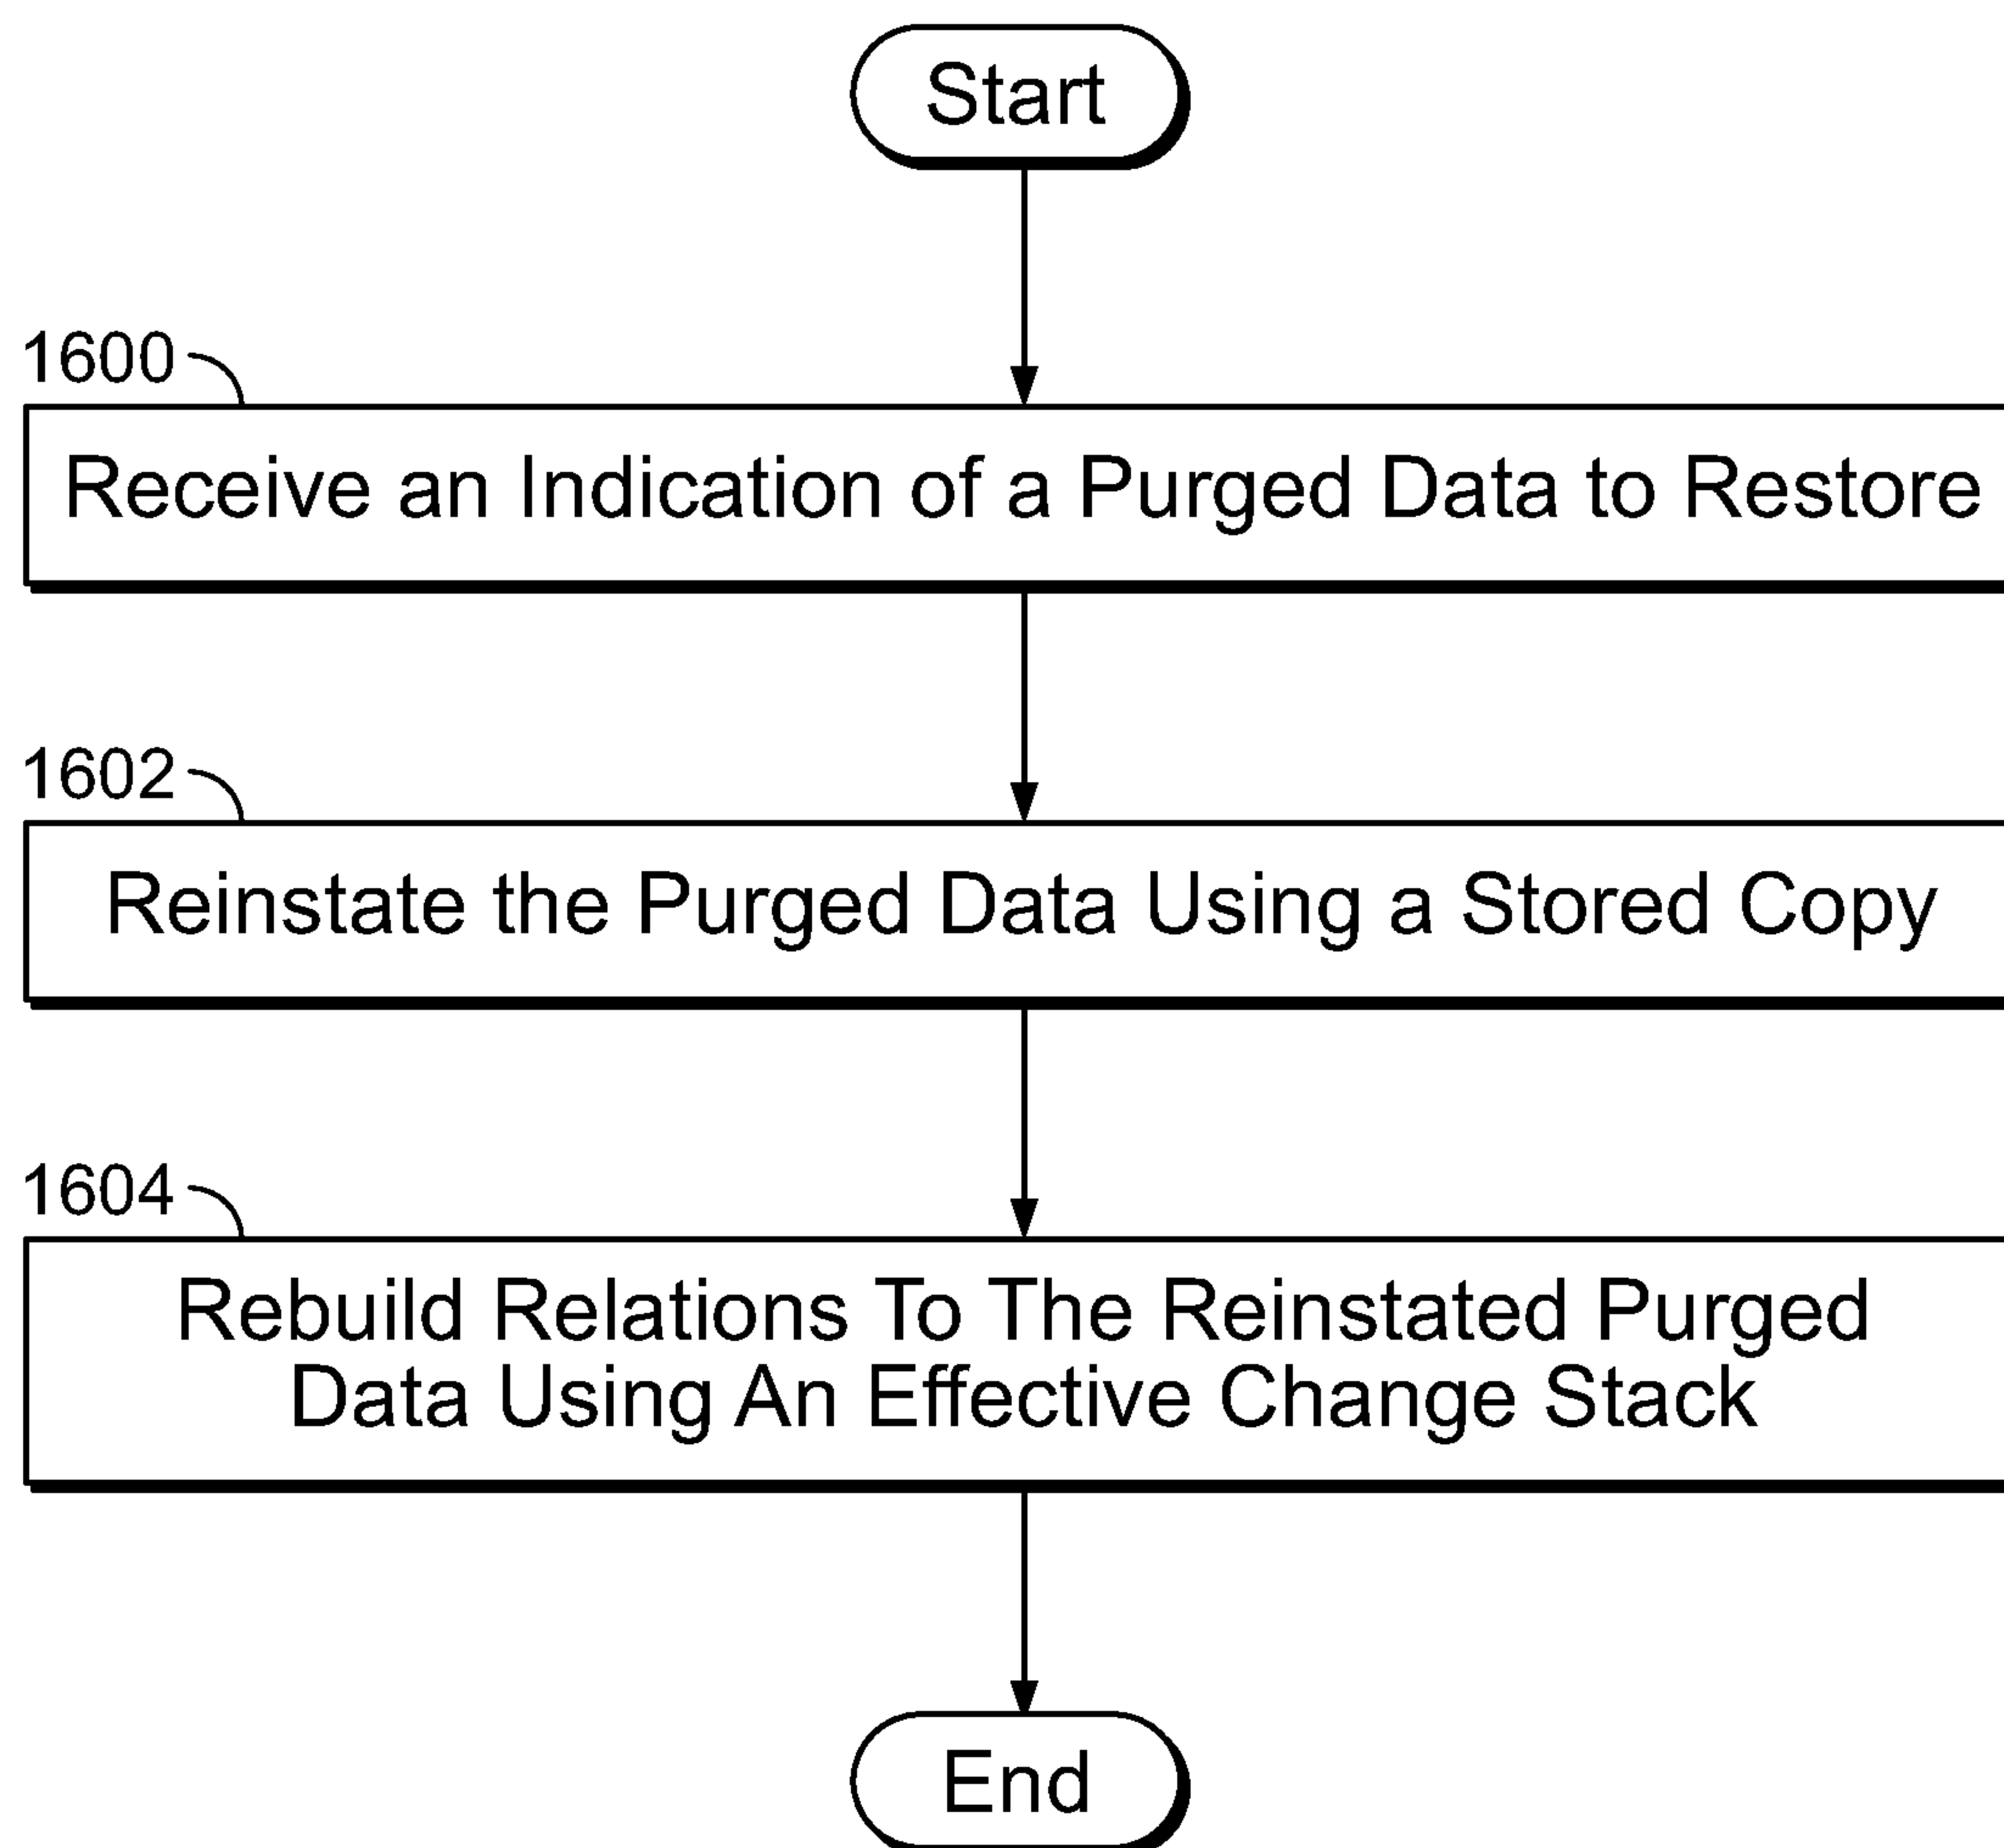 Start
1600
Receive an Indication of a Purged Data to Restore
1602
Reinstate the Purged Data Using a Stored Copy
1604
Rebuild Relations To The Reinstated Purged
Data Using An Effective Change Stack
End